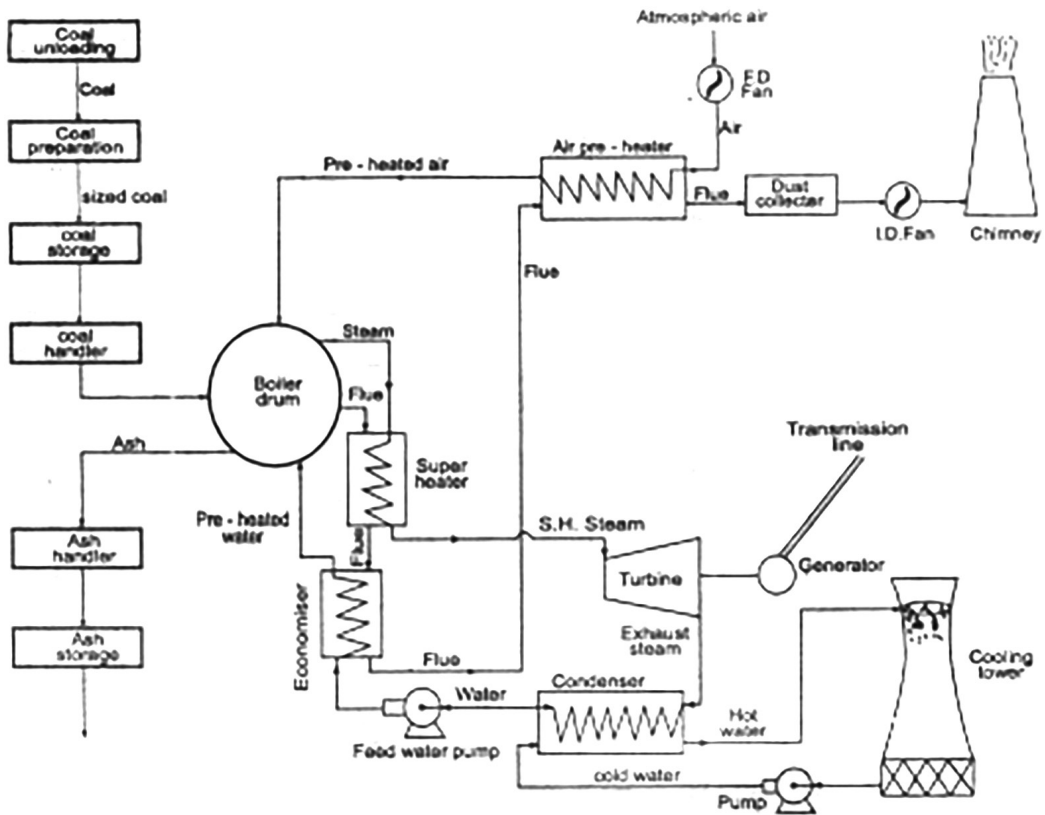 Coal
unloading
Coal
Coal
preparation
sized coal
coal
storage
coal
handler
Ash
Ash
handler
Ash
storage
Atmospheric air
F.D
Fan
Air
Air pre - heater
Pre - heated air
Flue
Dust
collecter
I.D.Fan
Chimney
Flue
Steam
Boiler
drum
Flue
Super
heater
Pre - heated
water
Flue
S.H. Steam
Transmission
line
Turbine
Generator
Economiser
Flue
Exhaust
steam
Cooling
tower
Water
Condenser
Hot
water
Feed water pump
cold water
Pump